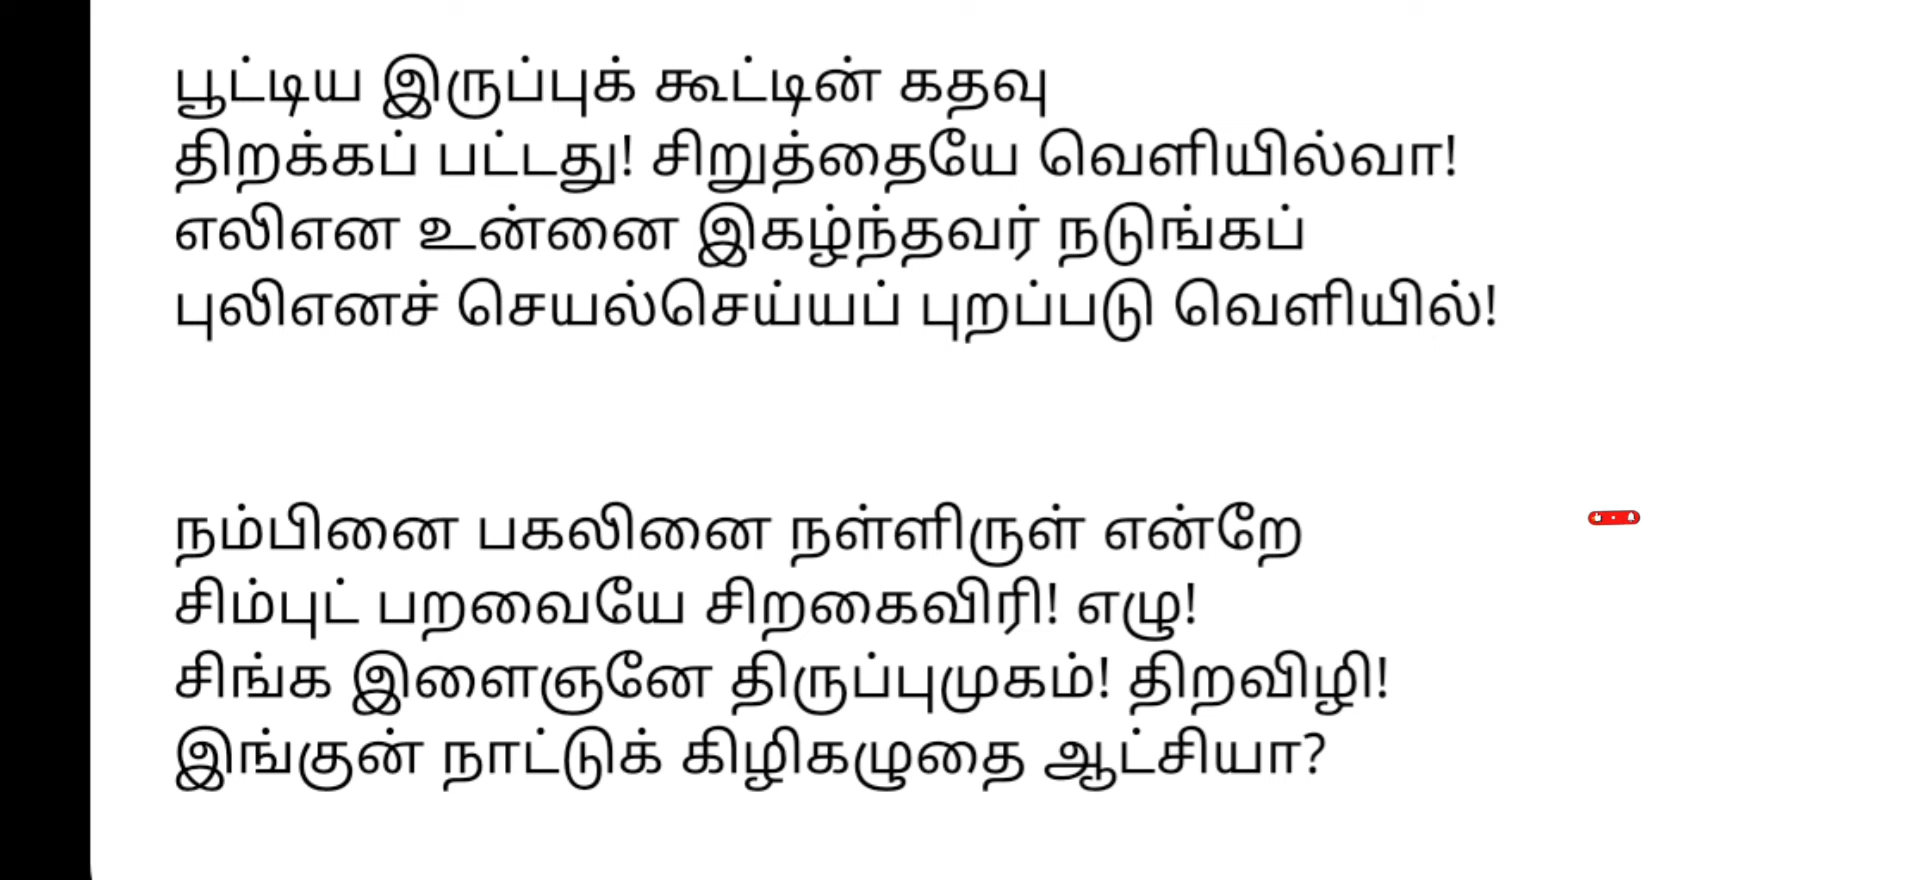 பூட்டிய இருப்புக் கூட்டின் கதவு
திறக்கப் பட்டது! சிறுத்தையே வெளியில்வா!
எலிஎன உன்னை இகழ்ந்தவர் நடுங்கப்
புலிஎனச் செயல்செய்யப் புறப்படு வெளியில்!
நம்பினை பகலினை நள்ளிருள் என்றே
சிம்புட் பறவையே சிறகைவிரி! எழு!
சிங்க இளைஞனே திருப்புமுகம்! திறவிழி!
இங்குன் நாட்டுக் கிழிகழுதை ஆட்சியா?